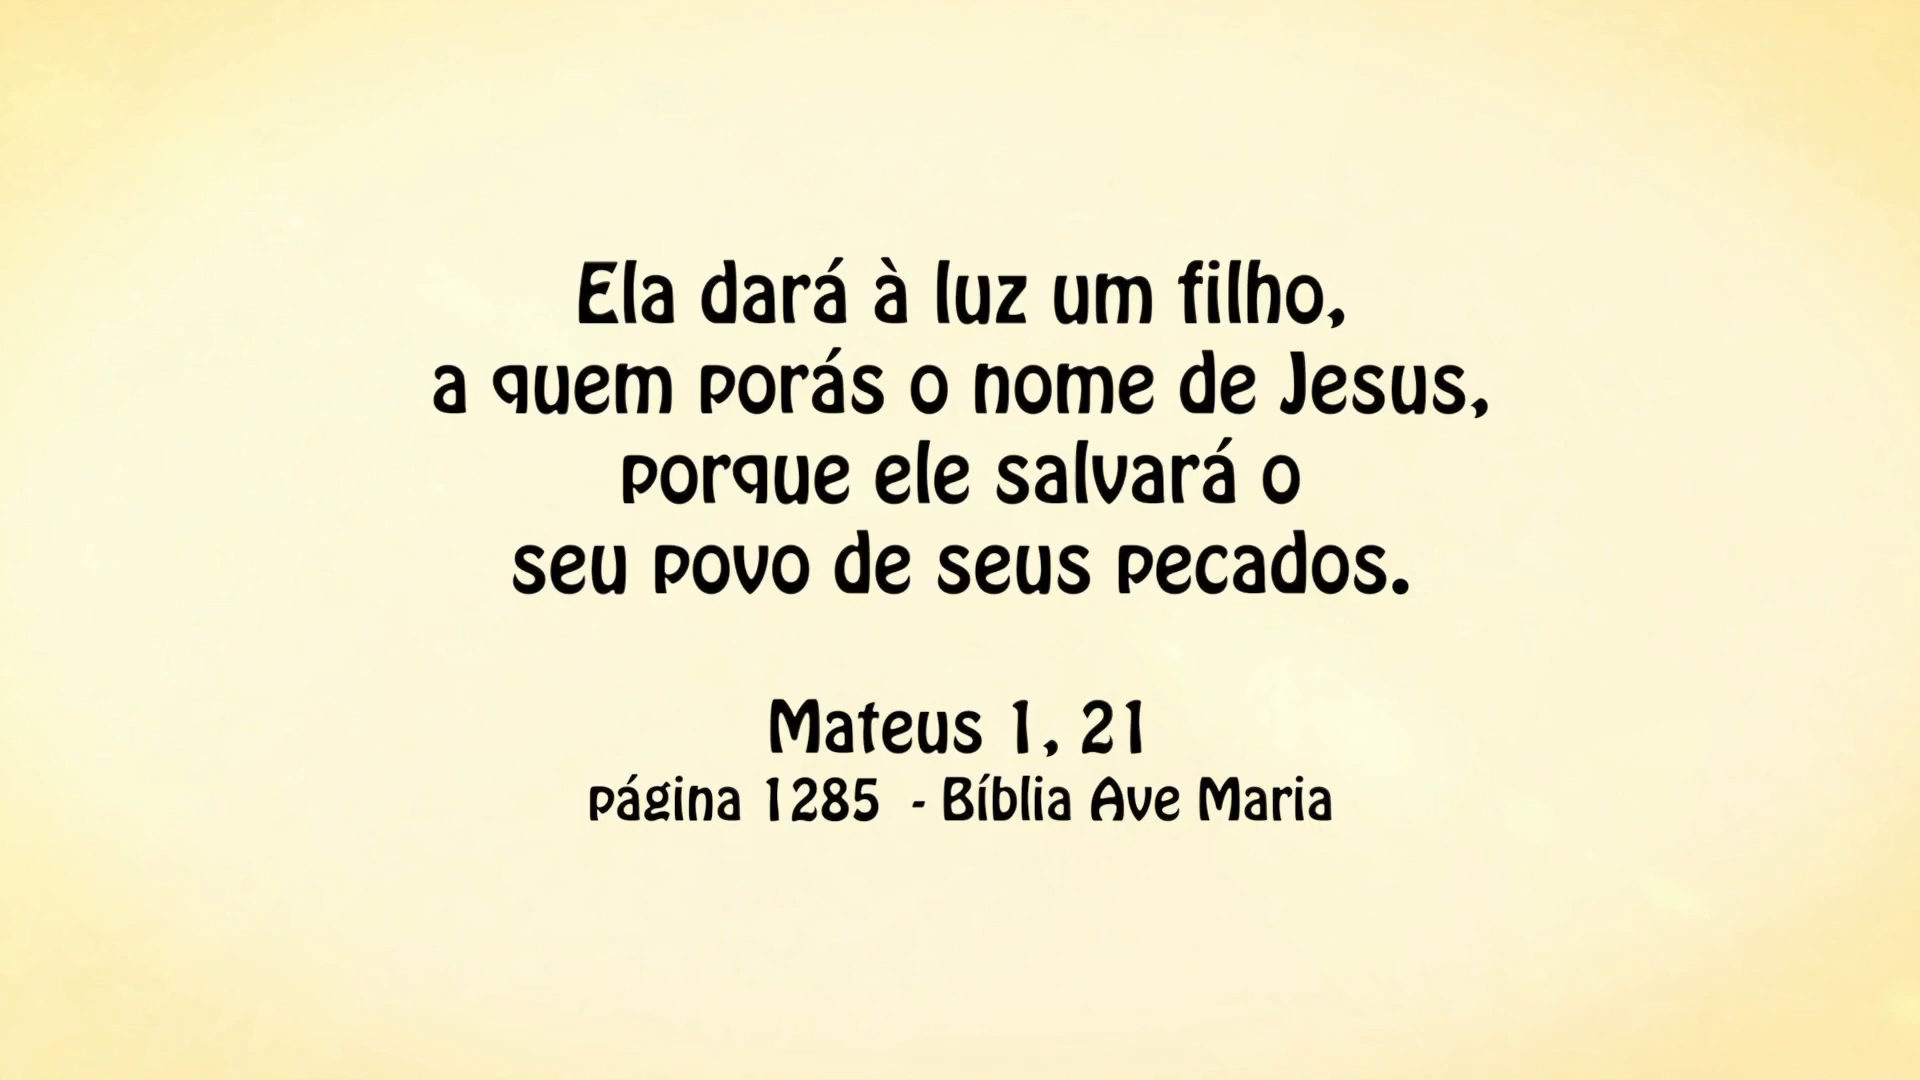 Ela dará à luz um filho,
a quem porás o nome de Jesus,
porque ele salvará o
seu povo de seus pecados.
Mateus 1, 21
página 1285 - Bíblia Ave Maria